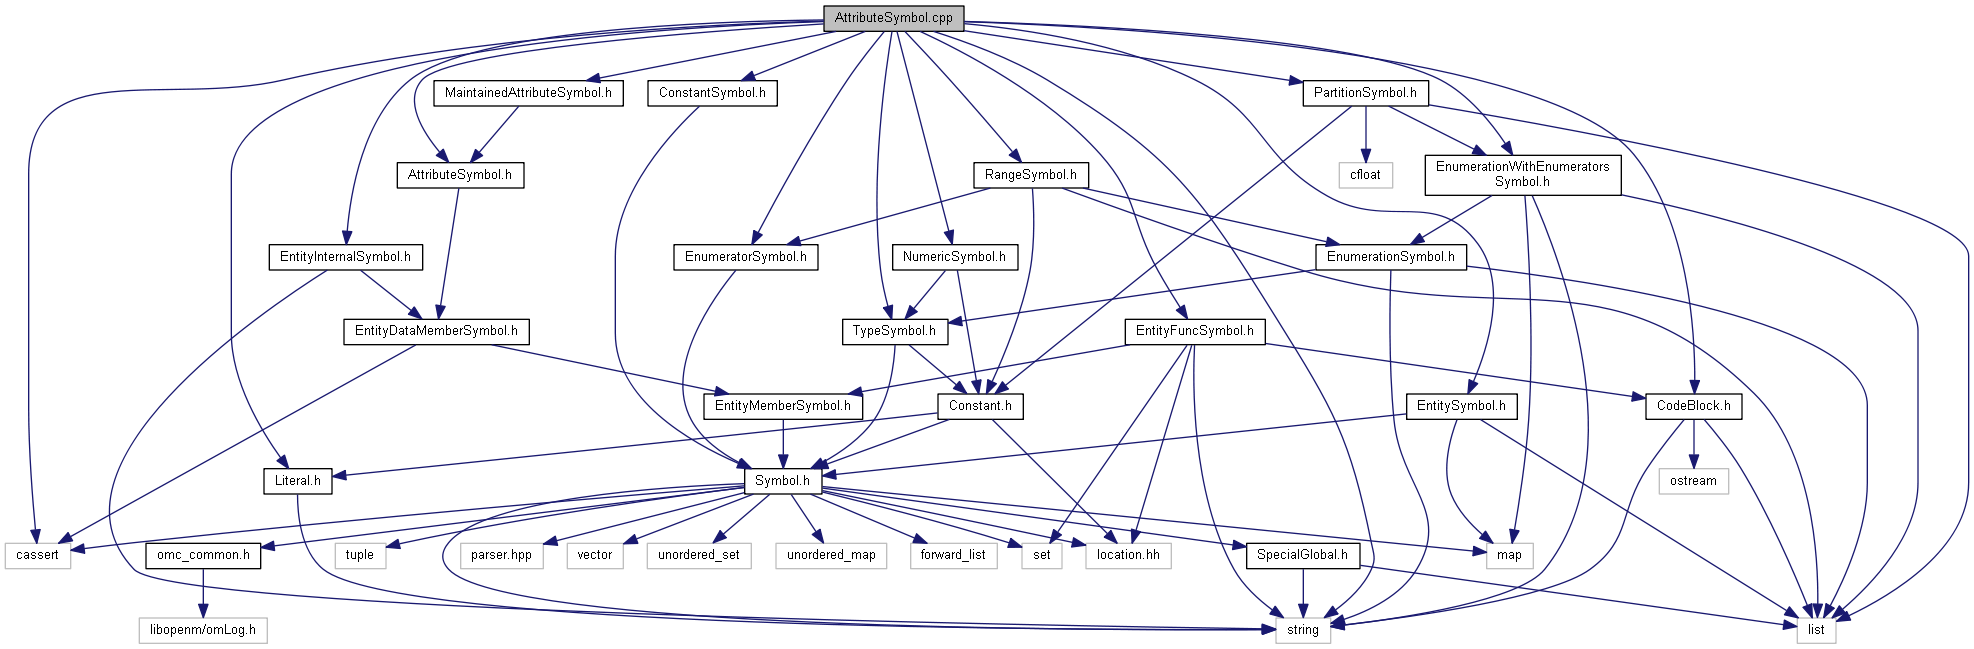 AttributeSymbol.cpp
MaintainedAttributeSymbol.h
ConstantSymbol.h
PartitionSymbol.h
AttributeSymbol.h
RangeSymbol.h
cfloat
EnumerationWithEnumerators
Symbol.h
EntityInternalSymbol.h
EnumeratorSymbol.h
NumericSymbol.h
EnumerationSymbol.h
EntityDataMemberSymbol.h
TypeSymbol.h
EntityFuncSymbol.h
EntityMemberSymbol.h
Constant.h
EntitySymbol.h
CodeBlock.h
Literal.h
Symbol.h
ostream
cassert
omc_common.h
tuple
parser.hpp
vector
unordered_set
unordered_map
forward_list
set
location.hh
SpecialGlobal.h
map
libopenm/omLog.h
string
list